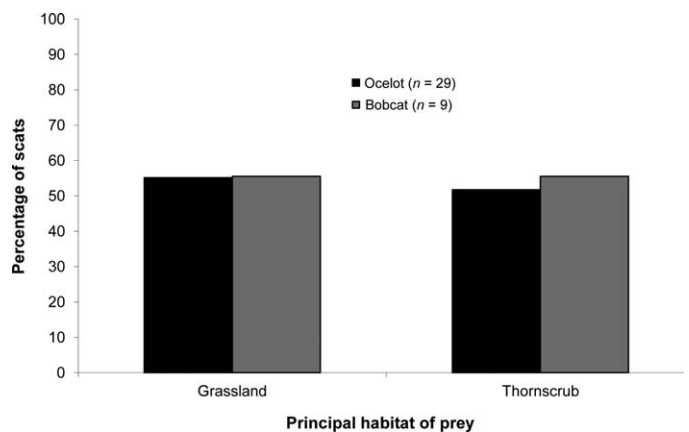 100
90
80
70
60
50
40
30
20
10
0
Percentage of scats
Ocelot (n = 29)
Bobcat (n = 9)
Grassland
Thornscrub
Principal habitat of prey